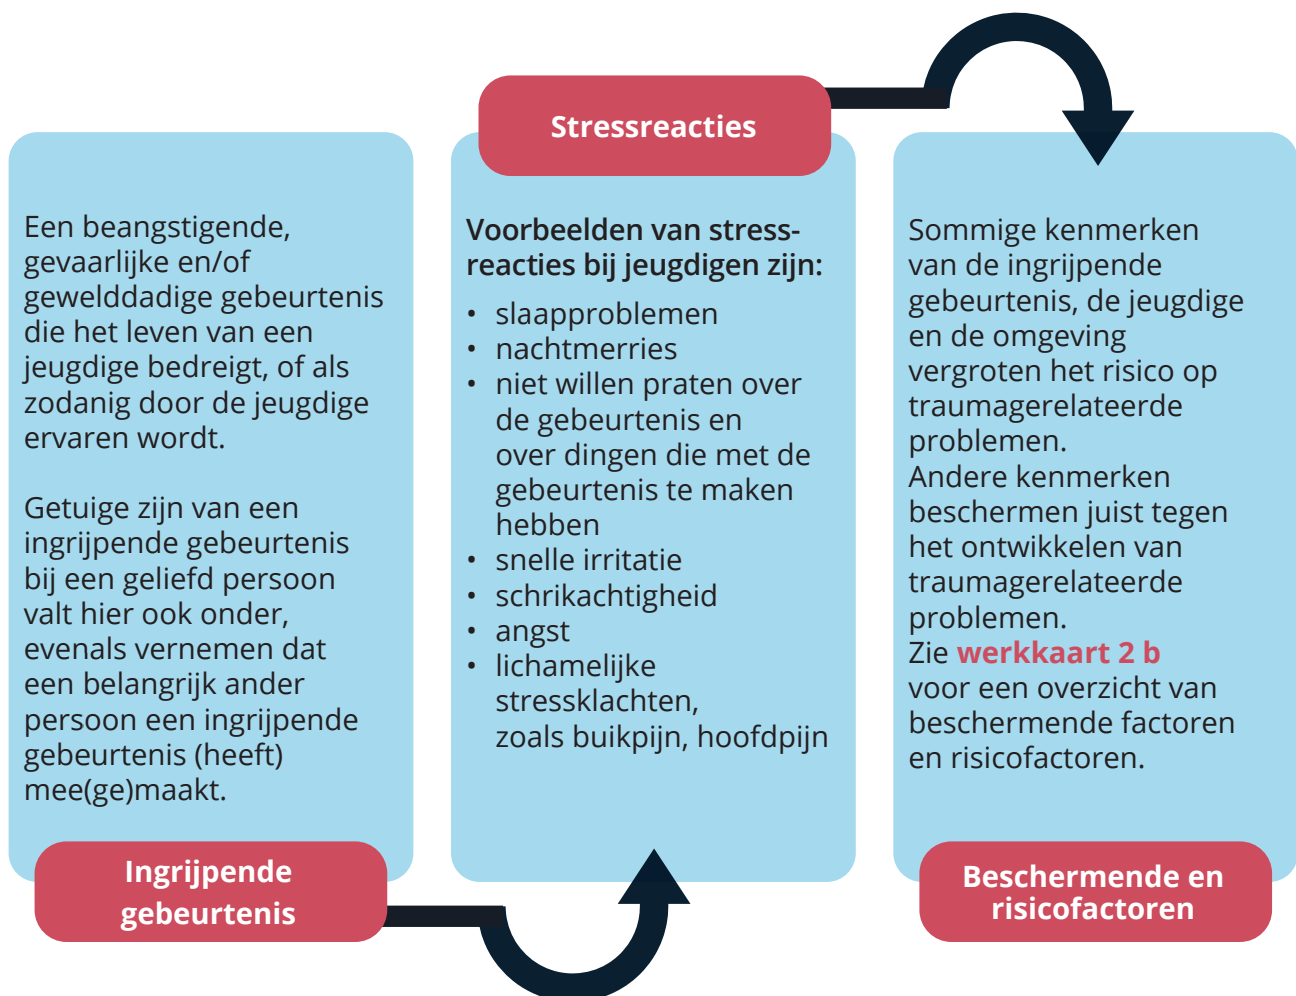 Een beangstigende,
gevaarlijke en/of
gewelddadige gebeurtenis
die het leven van een
jeugdige bedreigt, of als
zodanig door de jeugdige
ervaren wordt.
Getuige zijn van een
ingrijpende gebeurtenis
bij een geliefd persoon
valt hier ook onder,
evenals vernemen dat
een belangrijk ander
persoon een ingrijpende
gebeurtenis (heeft)
mee(ge)maakt.
Ingrijpende
gebeurtenis
Stressreacties
Voorbeelden van stress-
reacties bij jeugdigen zijn:
• slaapproblemen
• nachtmerries
• niet willen praten over
de gebeurtenis en
over dingen die met de
gebeurtenis te maken
hebben
• snelle irritatie
• schrikachtigheid
• angst
• lichamelijke
stressklachten,
zoals buikpijn, hoofdpijn
Sommige kenmerken
van de ingrijpende
gebeurtenis, de jeugdige
en de omgeving
vergroten het risico op
traumagerelateerde
problemen.
Andere kenmerken
beschermen juist tegen
het ontwikkelen van
traumagerelateerde
problemen.
Zie werkkaart 2 b
voor een overzicht van
beschermende factoren
en risicofactoren.
Beschermende en
risicofactoren